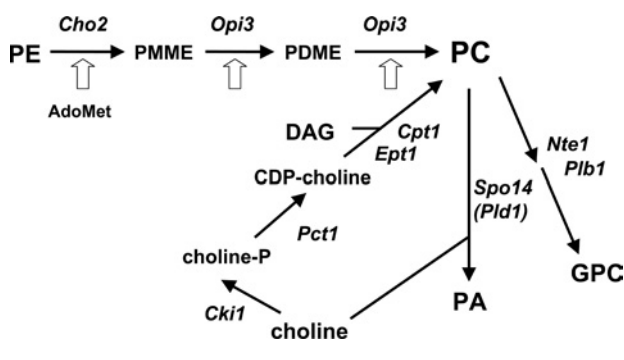 Cho2 Opi3 Opi3
PE PMME PDME PC
AdoMet
DAG Cpt1
Ept1
CDP-choline
Nte1
Plb1
Spo14
(Pld1)
Pct1
choline-P
GPC
PA
Cki1
choline